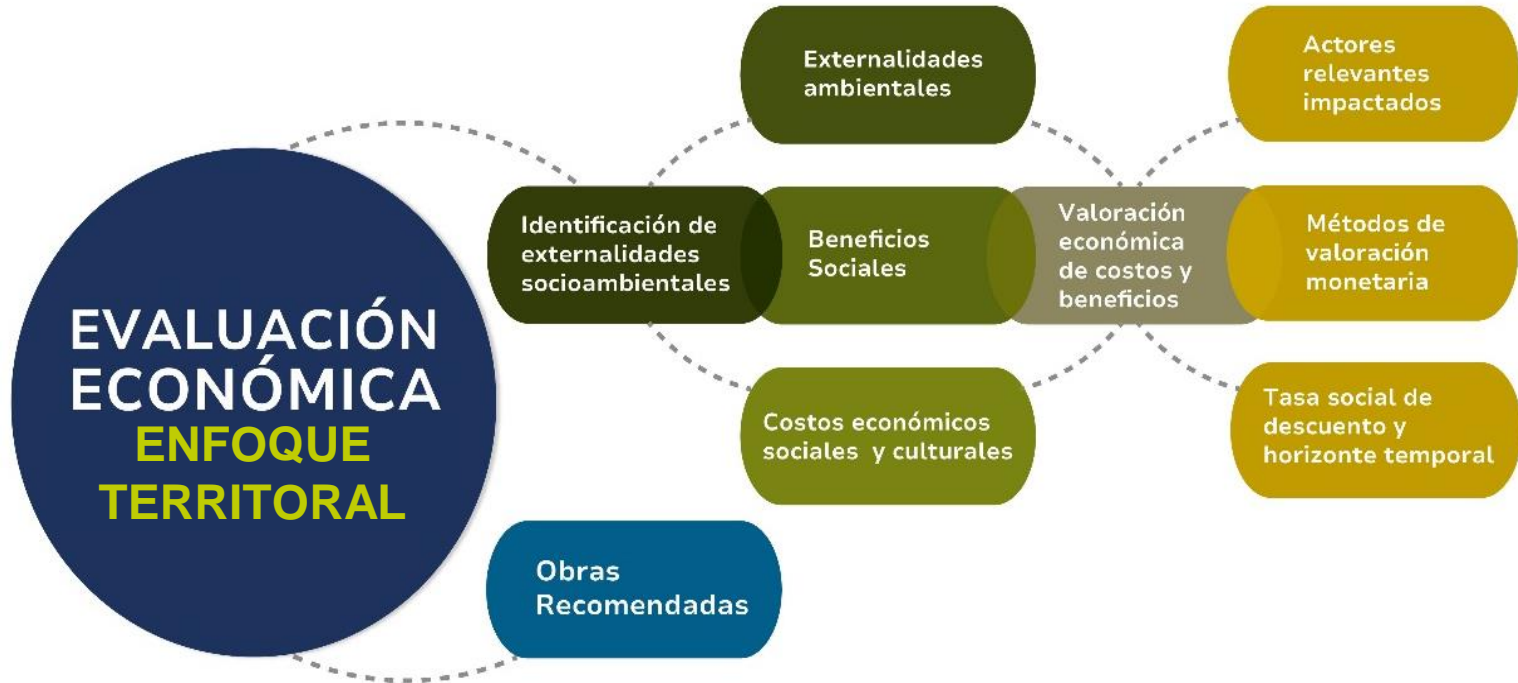 EVALUACIÓN
ECONÓMICA
ENFOQUE
TERRITORAL
Identificación de
externalidades
socioambientales
Externalidades
ambientales
Beneficios
Sociales
Costos económicos
sociales y culturales
Valoración
económica
de costos y
beneficios
Actores
relevantes
impactados
Métodos de
valoración
monetaria
Tasa social de
descuento y
horizonte temporal
Obras
Recomendadas